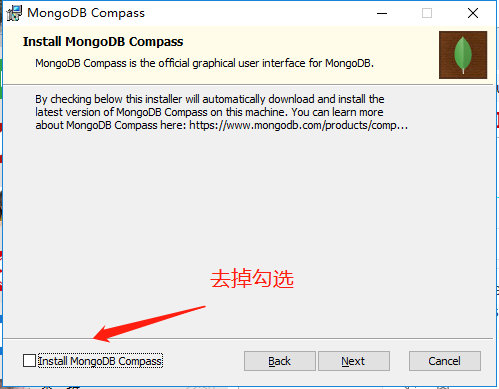 MongoDB Compass
Install MongoDB Compass
MongoDB Compass is the official graphical user interface for MongoDB.
By checking below this installer will automatically download and install the
latest version of MongoDB Compass on this machine. You can learn more
about MongoDB Compass here: https://www.mongodb.com/products/comp...
去掉勾选
Install MongoDB Compass
Back
Next
Cancel